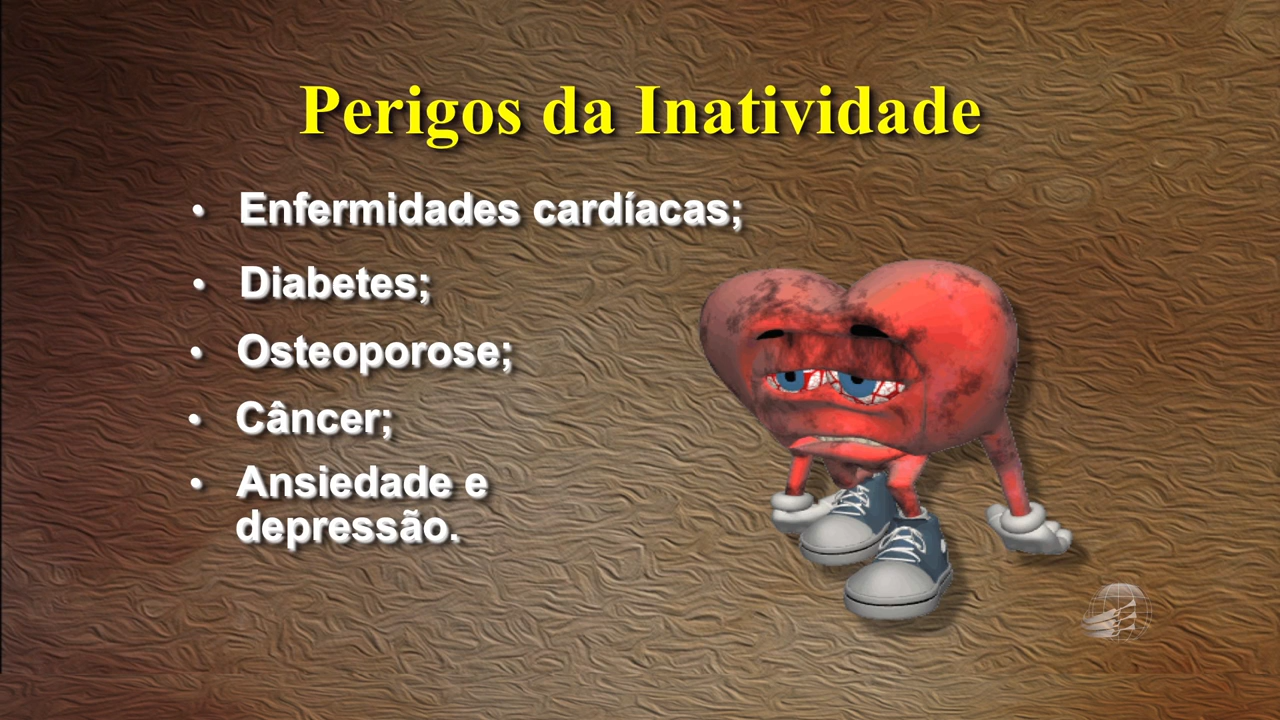 Perigos da Inatividade
• Enfermidades cardíacas;
• Diabetes;
• Osteoporose;
• Câncer;
• Ansiedade e
depressão.